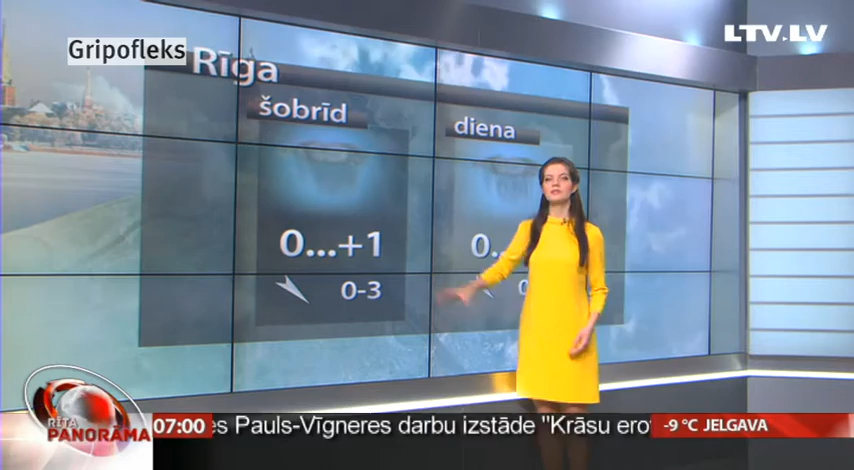 LTV.LV
Gripofleks
Rīga
šobrīd
diena
0...+1
0..
0-3
RĪTA
PANORĀMA
07:00
es Pauls-Vīgneres darbu izstāde "Krāsu ero
-9 °C JELGAVA